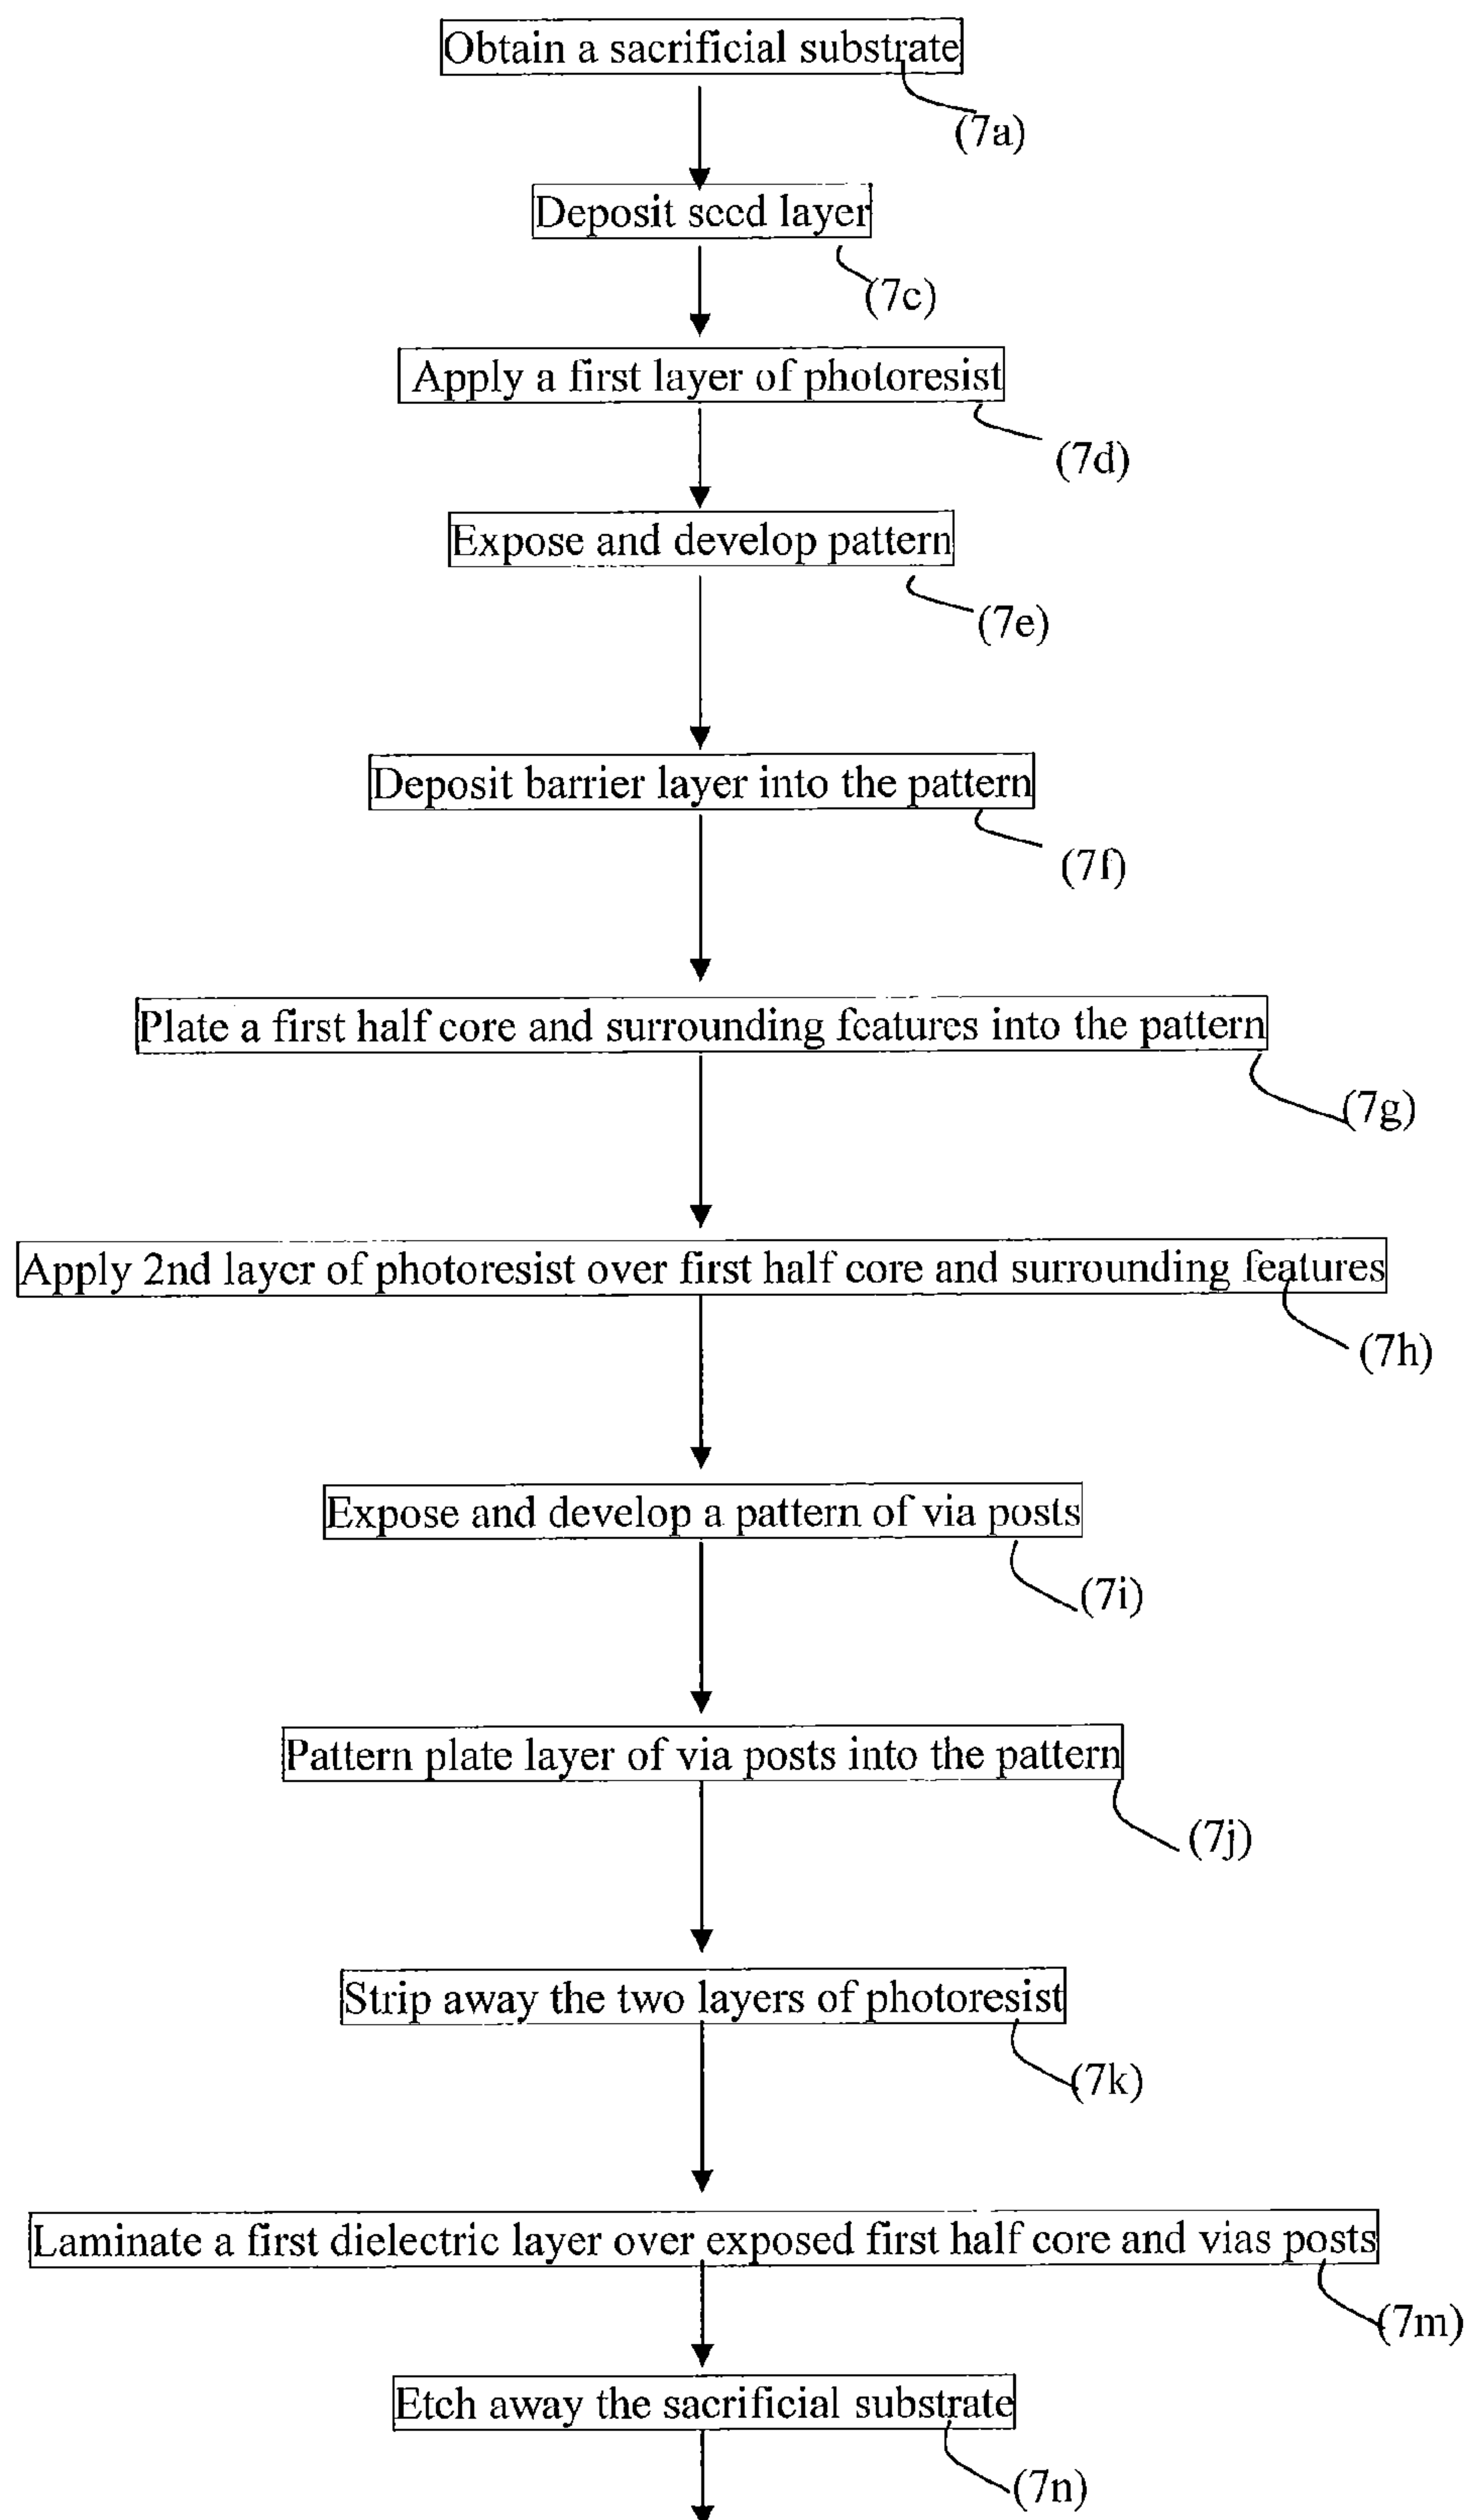 Obtain a sacrificial substrate
(7a)
Deposit seed layer
(7c)
Apply a first layer of photoresist
(7d)
Expose and develop pattern
(7e)
Deposit barrier layer into the pattern
(7f)
Plate a first half core and surrounding features into the pattern
(7g)
Apply 2nd layer of photoresist over first half core and surrounding features
(7h)
Expose and develop a pattern of via posts
(7i)
Pattern plate layer of via posts into the pattern
(7j)
Strip away the two layers of photoresist
(7k)
Laminate a first dielectric layer over exposed first half core and vias posts
(7m)
Etch away the sacrificial substrate
(7n)